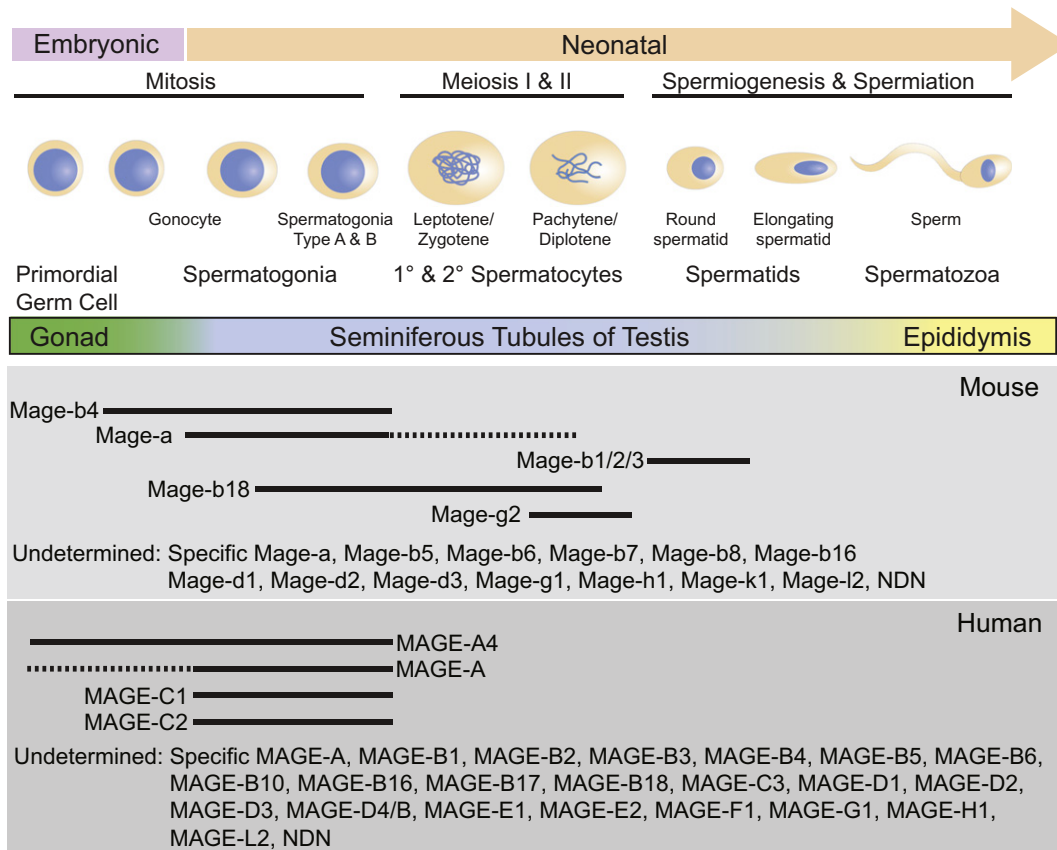 Embryonic
Neonatal
Mitosis
Meiosis I & II
Spermiogenesis & Spermiation
Gonocyte
Spermatogonia
Type A & B
Leptotene/
Zygotene
Pachytene/
Diplotene
Round
spermatid
Elongating
spermatid
Sperm
Primordial
Germ Cell
Spermatogonia
1° & 2° Spermatocytes
Spermatids
Spermatozoa
Gonad
Seminiferous Tubules of Testis
Epididymis
Mouse
Mage-b4
Mage-a
Mage-b1/2/3
Mage-b18
Mage-g2
Undetermined: Specific Mage-a, Mage-b5, Mage-b6, Mage-b7, Mage-b8, Mage-b16
Mage-d1, Mage-d2, Mage-d3, Mage-g1, Mage-h1, Mage-k1, Mage-l2, NDN
Human
MAGE-A4
MAGE-A
MAGE-C1
MAGE-C2
Undetermined: Specific MAGE-A, MAGE-B1, MAGE-B2, MAGE-B3, MAGE-B4, MAGE-B5, MAGE-B6,
MAGE-B10, MAGE-B16, MAGE-B17, MAGE-B18, MAGE-C3, MAGE-D1, MAGE-D2,
MAGE-D3, MAGE-D4/B, MAGE-E1, MAGE-E2, MAGE-F1, MAGE-G1, MAGE-H1,
MAGE-L2, NDN